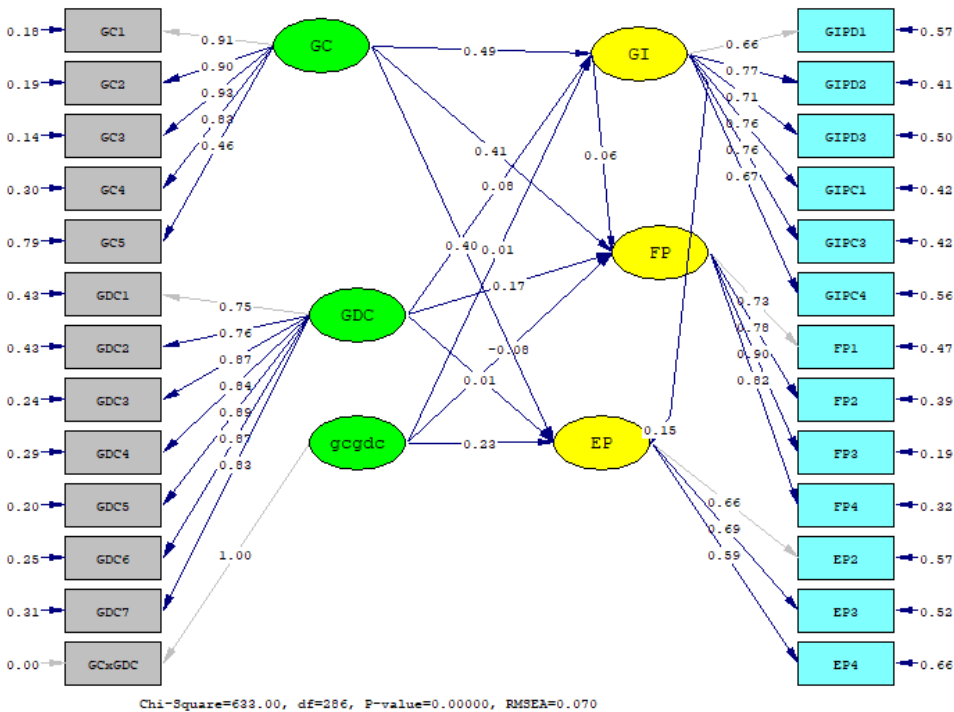 0.18 GC1 0.91 GC 0.49 GI 0.66 GIPD1 0.57
0.19 GC2 0.90 0.77 GIPD2 0.41
0.14 GC3 0.93 0.71 GIPD3 0.50
0.83 0.76
0.46 0.41 0.06 0.76
0.30 GC4 0.08 0.67 GIPC1 0.42
0.79 GC5 0.40 0.01 FP GIPC3 0.42
0.43 GDC1 0.75 GDC 0.17 0.73 GIPC4 0.56
0.43 GDC2 0.76 -0.08 0.78 FP1 0.47
0.87 0.90
0.24 GDC3 0.84 0.01 0.82 FP2 0.39
0.89
0.29 GDC4 0.87 gcgdc 0.23 EP 0.15 FP3 0.19
0.83
0.20 GDC5 0.66 FP4 0.32
0.69
0.25 GDC6 1.00 0.59 EP2 0.57
0.31 GDC7 EP3 0.52
0.00 GCxGDC EP4 0.66
Chi-Square=633.00, df=286, P-value=0.00000, RMSEA=0.070